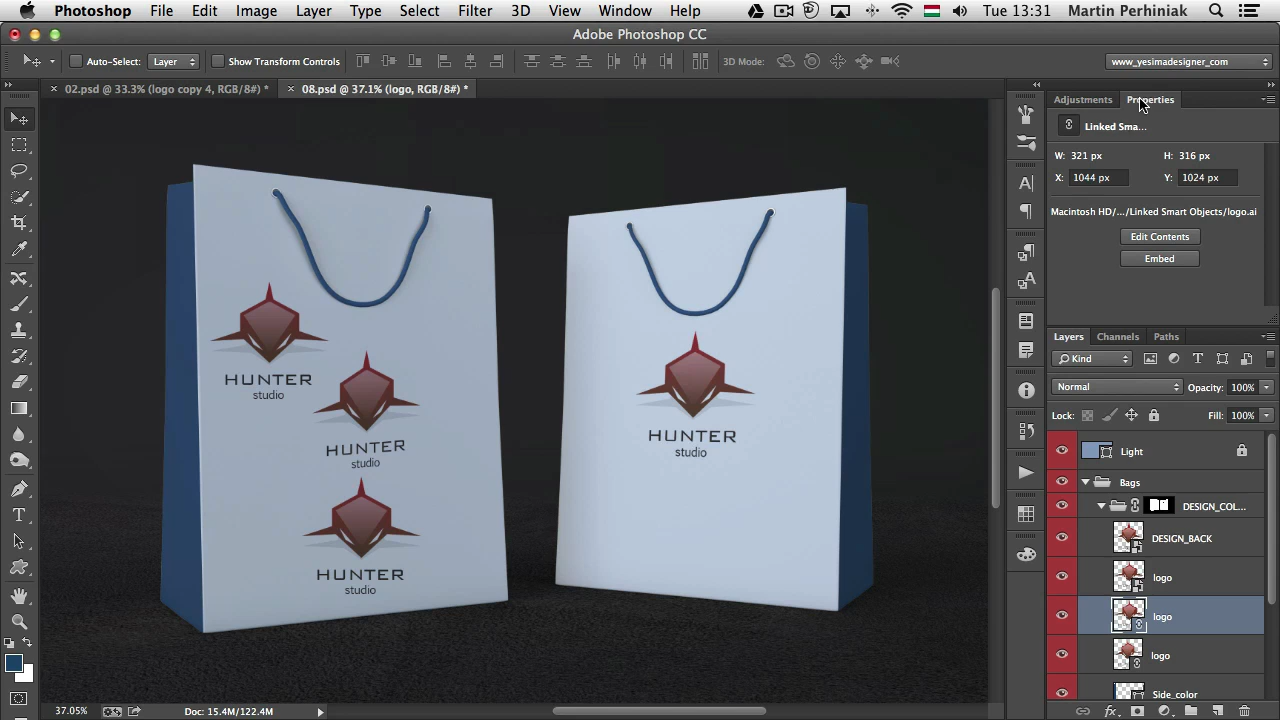 Photoshop File Edit Image Layer Type Select Filter 3D View Window Help Tue 13:31 Martin Perhiniak
Adobe Photoshop CC
Auto-Select: Layer Show Transform Controls 3D Mode: www_yesimadesigner_com
02.psd @ 33.3% (logo copy 4, RGB/8#) * 08.psd @ 37.1% (logo, RGB/8#) *
Adjustments Properties
Linked Sma...
W: 321 px H: 316 px
X: 1044 px Y: 1024 px
Macintosh HD/.../Linked Smart Objects/logo.ai
Edit Contents
Embed
Layers Channels Paths
Kind
Normal Opacity: 100%
Lock: Fill: 100%
Light
Bags
DESIGN_COL...
DESIGN_BACK
logo
logo
logo
Side_color
HUNTER
studio
HUNTER
studio
HUNTER
studio
HUNTER
studio
37.05% Doc: 15.4M/122.4M